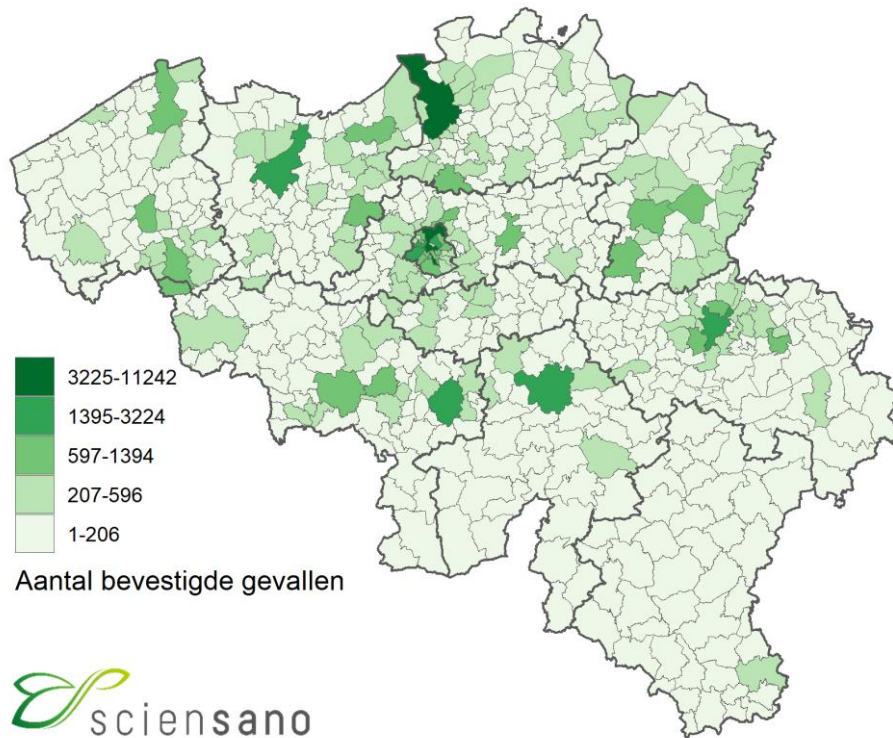 3225-11242
1395-3224
597-1394
207-596
1-206
Aantal bevestigde gevallen
sciensano